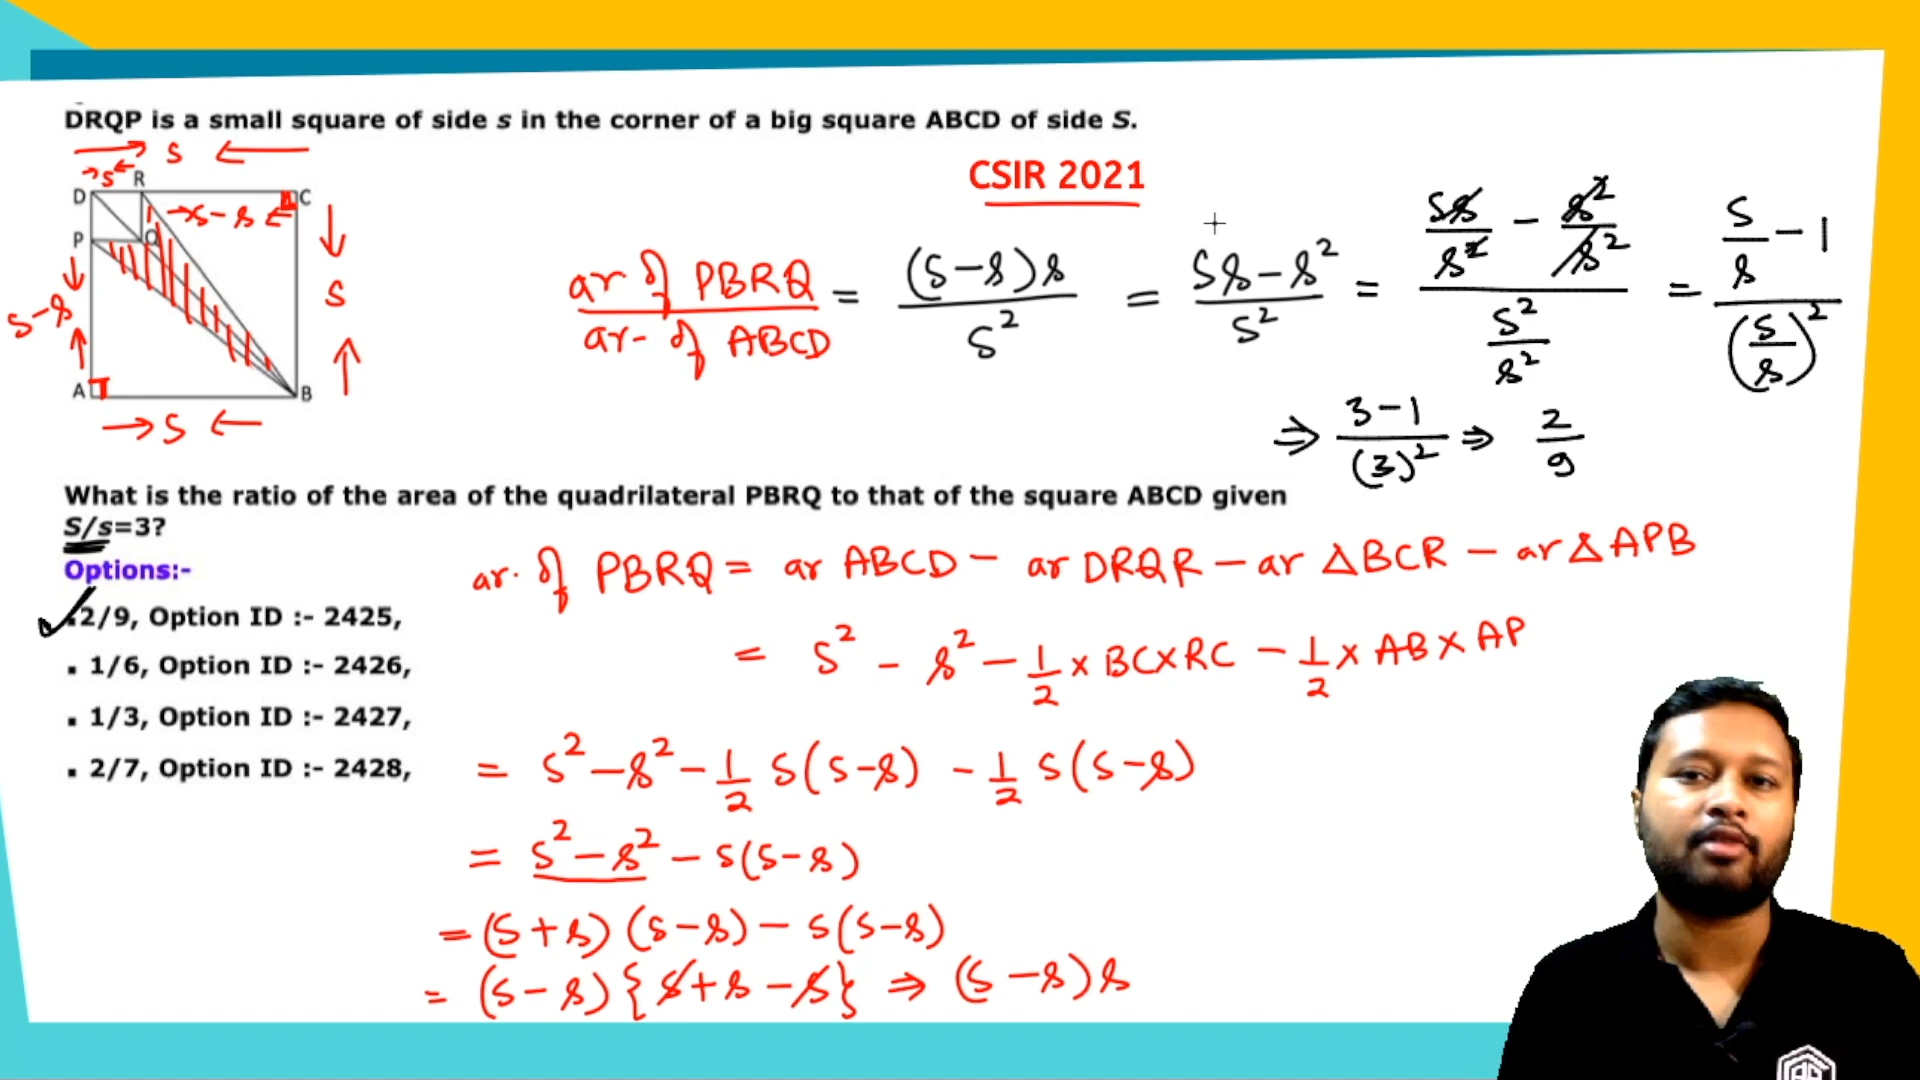 DRQP is a small square of side s in the corner of a big square ABCD of side S.
CSIR 2021
→ S ←
→s←
D R C
→S-s←
P Q
S-s
S
A B
→S←
ar of PBRQ / ar. of ABCD = (S-s)s / S² = Ss-s² / S² = (Ss/s² - s²/s²) / (S²/s²) = (S/s - 1) / (S/s)²
⇒ 3-1 / (3)² ⇒ 2/9
What is the ratio of the area of the quadrilateral PBRQ to that of the square ABCD given
S/s=3?
Options:-
ar. of PBRQ = ar ABCD - ar DRQR - ar ΔBCR - ar ΔAPB
2/9, Option ID :- 2425,
= S² - s² - 1/2 × BC×RC - 1/2 × AB×AP
▪ 1/6, Option ID :- 2426,
▪ 1/3, Option ID :- 2427,
▪ 2/7, Option ID :- 2428,
= S²-s²-1/2 S(S-s) - 1/2 S(S-s)
= S²-s² - S(S-s)
= (S+s)(S-s) - S(S-s)
= (S-s){S+s-S} ⇒ (S-s)s